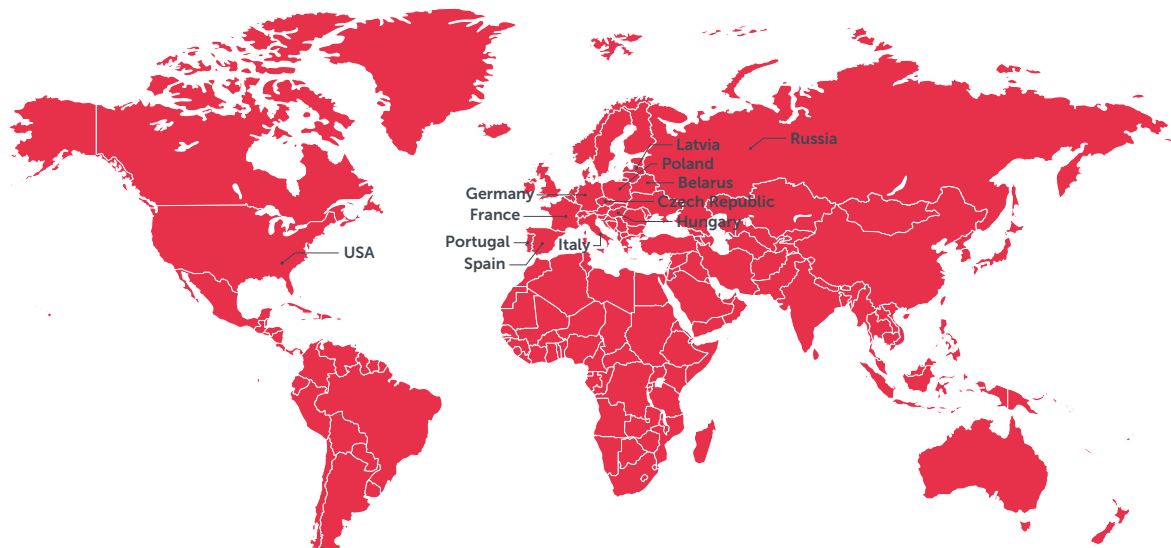 Latvia
Russia
Poland
Belarus
Germany
Czech Republic
France
Hungary
Portugal
Italy
USA
Spain